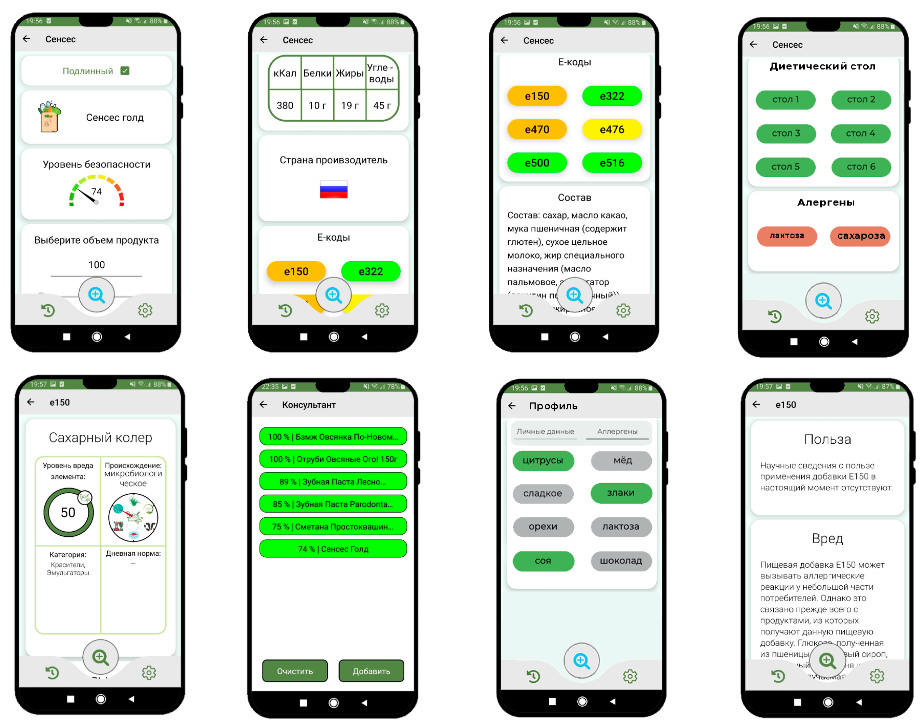 19:56
88%
Сенсес
Подлинный
Сенсес голд
Уровень безопасности
74
Выберите объем продукта
100
19:56
88%
Сенсес
кКал Белки Жиры Угле -
воды
380 10 г 19 г 45 г
Страна проивзодитель
Е-коды
e150 e322
19:56
88%
Сенсес
Е-коды
e150 e322
e470 e476
e500 e516
Состав
Состав: сахар, масло какао,
мука пшеничная (содержит
глютен), сухое цельное
молоко, жир специального
назначения (масло
пальмовое,
19:56
88%
Сенсес
Диетический стол
стол 1 стол 2
стол 3 стол 4
стол 5 стол 6
Алергены
лактоза сахароза
19:57
88%
e150
Сахарный колер
Уровень вреда
элемента:
50
Происхождение:
микробиологи
ческое
Категория:
Красители,
Эмульгаторы
Дневная норма:
—
22:35
78%
Консультант
100 % | Бзмж Овсянка По-Новом...
100 % | Отруби Овсяные Ого! 150г
89 % | Зубная Паста Лесно...
85 % | Зубная Паста Parodonta...
75 % | Сметана Простоквашин...
74 % | Сенсес Голд
Очистить Добавить
19:56
88%
Профиль
Личные данные Аллергены
цитрусы мёд
сладкое злаки
орехи лактоза
соя шоколад
19:57
87%
e150
Польза
Научные сведения о пользе
применения добавки Е150 в
настоящий момент отсутствуют.
Вред
Пищевая добавка Е150 может
вызывать аллергические
реакции у небольшой части
потребителей. Однако это
связано прежде всего с
продуктами, из которых
получают данную пищевую
добавку. Глюкоза, полученная
из пшеницы, сироп,